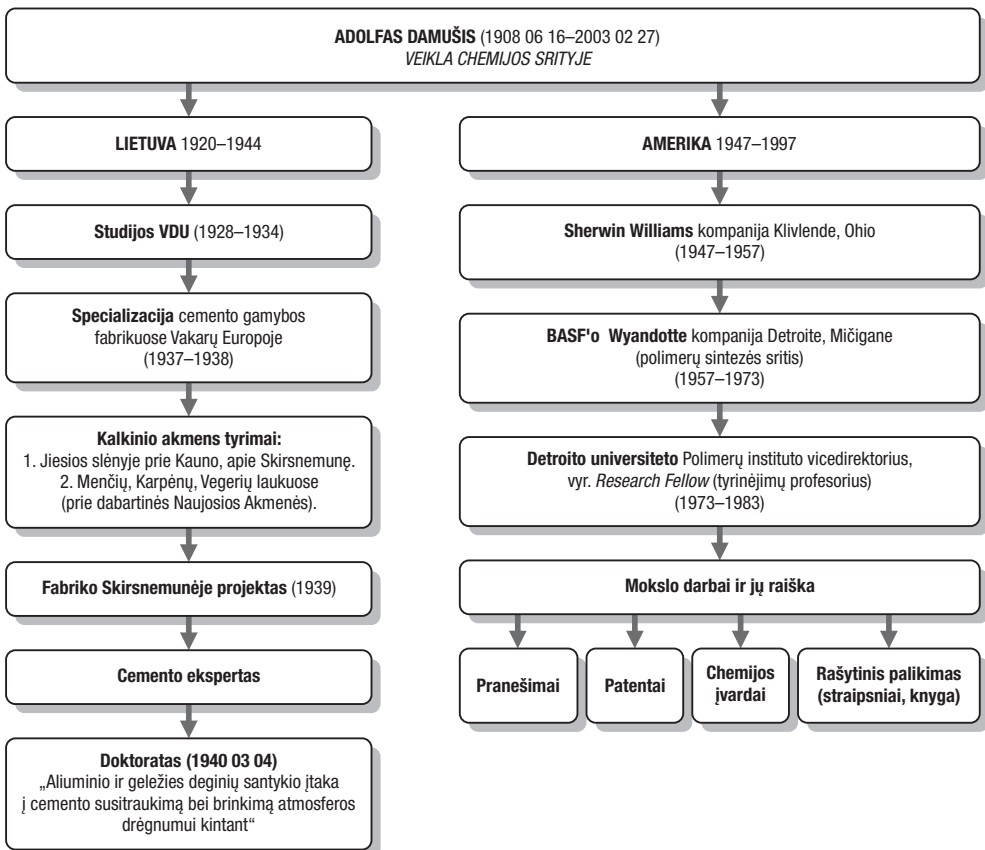 ADOLFAS DAMUŠIS (1908 06 16–2003 02 27)
VEIKLA CHEMIJOS SRITYJE
LIETUVA 1920–1944
Studijos VDU (1928–1934)
Specializacija cemento gamybos
fabrikuose Vakarų Europoje
(1937–1938)
Kalkinio akmens tyrimai:
1. Jiesios slėnyje prie Kauno, apie Skirsnemunę.
2. Menčių, Karpėnų, Vegerių laukuose
(prie dabartinės Naujosios Akmenės).
Fabriko Skirsnemunėje projektas (1939)
Cemento ekspertas
Doktoratas (1940 03 04)
„Aliuminio ir geležies deginių santykio įtaka
į cemento susitraukimą bei brinkimą atmosferos
drėgnumui kintant“
AMERIKA 1947–1997
Sherwin Williams kompanija Klivlende, Ohio
(1947–1957)
BASF'o Wyandotte kompanija Detroite, Mičigane
(polimerų sintezės sritis)
(1957–1973)
Detroito universiteto Polimerų instituto vicedirektorius,
vyr. Research Fellow (tyrinėjimų profesorius)
(1973–1983)
Mokslo darbai ir jų raiška
Pranešimai
Patentai
Chemijos
įvardai
Rašytinis palikimas
(straipsniai, knyga)